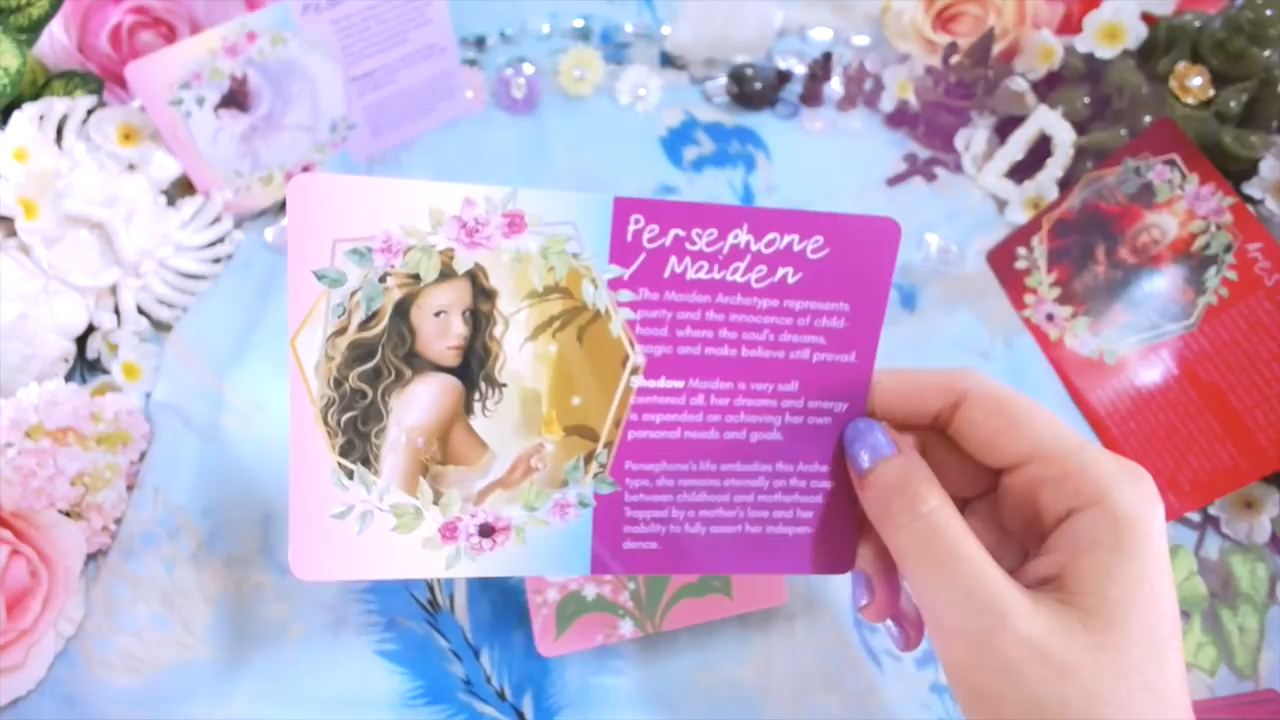 Persephone
/ Maiden
The Maiden Archetype represents
purity and the innocence of child-
hood, where the soul's dreams,
magic and make believe still prevail.
Shadow Maiden is very self
centered all, her dreams and energy
is expended on achieving her own
personal needs and goals.
Persephone's life embodies this Arche-
type, she remains eternally on the cusp
between childhood and motherhood.
Trapped by a mother's love and her
inability to fully assert her indepen-
dence.
Ares